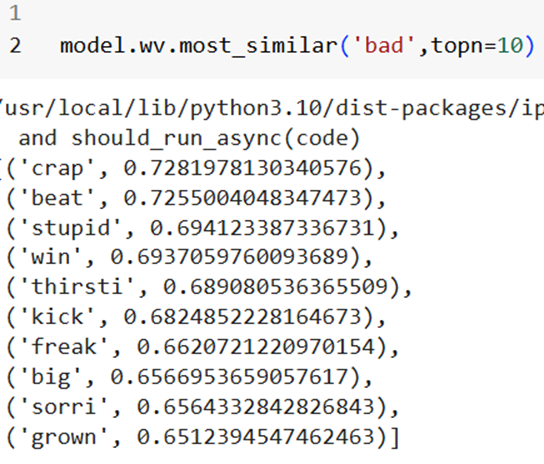 1
2 model.wv.most_similar('bad',topn=10)
/usr/local/lib/python3.10/dist-packages/ip
and should_run_async(code)
[('crap', 0.7281978130340576),
('beat', 0.7255004048347473),
('stupid', 0.694123387336731),
('win', 0.6937059760093689),
('thirsti', 0.689080536365509),
('kick', 0.6824852228164673),
('freak', 0.6620721220970154),
('big', 0.6566953659057617),
('sorri', 0.6564332842826843),
('grown', 0.6512394547462463)]